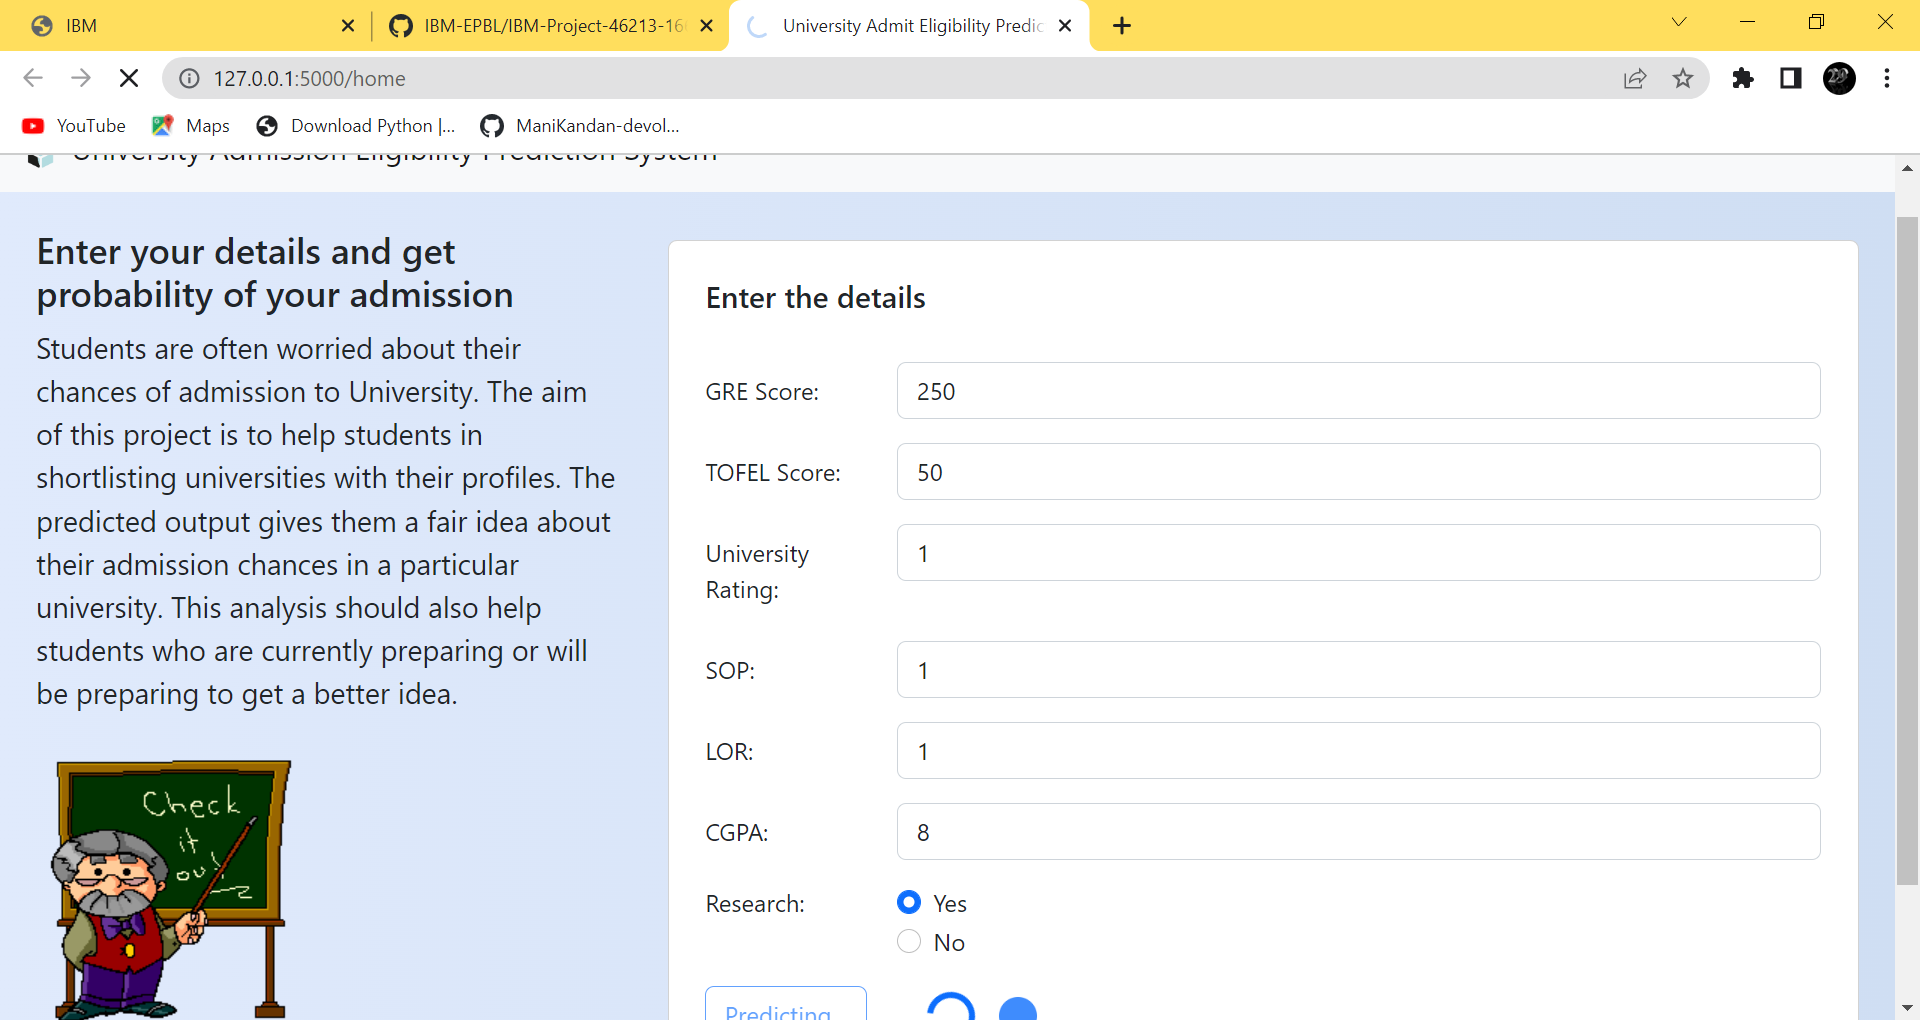 IBM
IBM-EPBL/IBM-Project-46213-16
University Admit Eligibility Predic
127.0.0.1:5000/home
YouTube
Maps
Download Python |...
ManiKandan-devol...
University Admission Eligibility Prediction System
Enter your details and get
probability of your admission
Students are often worried about their
chances of admission to University. The aim
of this project is to help students in
shortlisting universities with their profiles. The
predicted output gives them a fair idea about
their admission chances in a particular
university. This analysis should also help
students who are currently preparing or will
be preparing to get a better idea.
Check
it
out!
Enter the details
GRE Score: 250
TOFEL Score: 50
University
Rating:
1
SOP: 1
LOR: 1
CGPA: 8
Research: Yes
No
Predicting